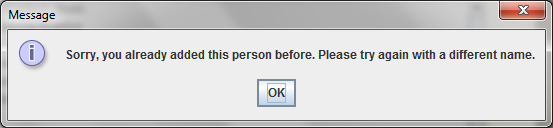 Message
Sorry, you already added this person before. Please try again with a different name.
OK